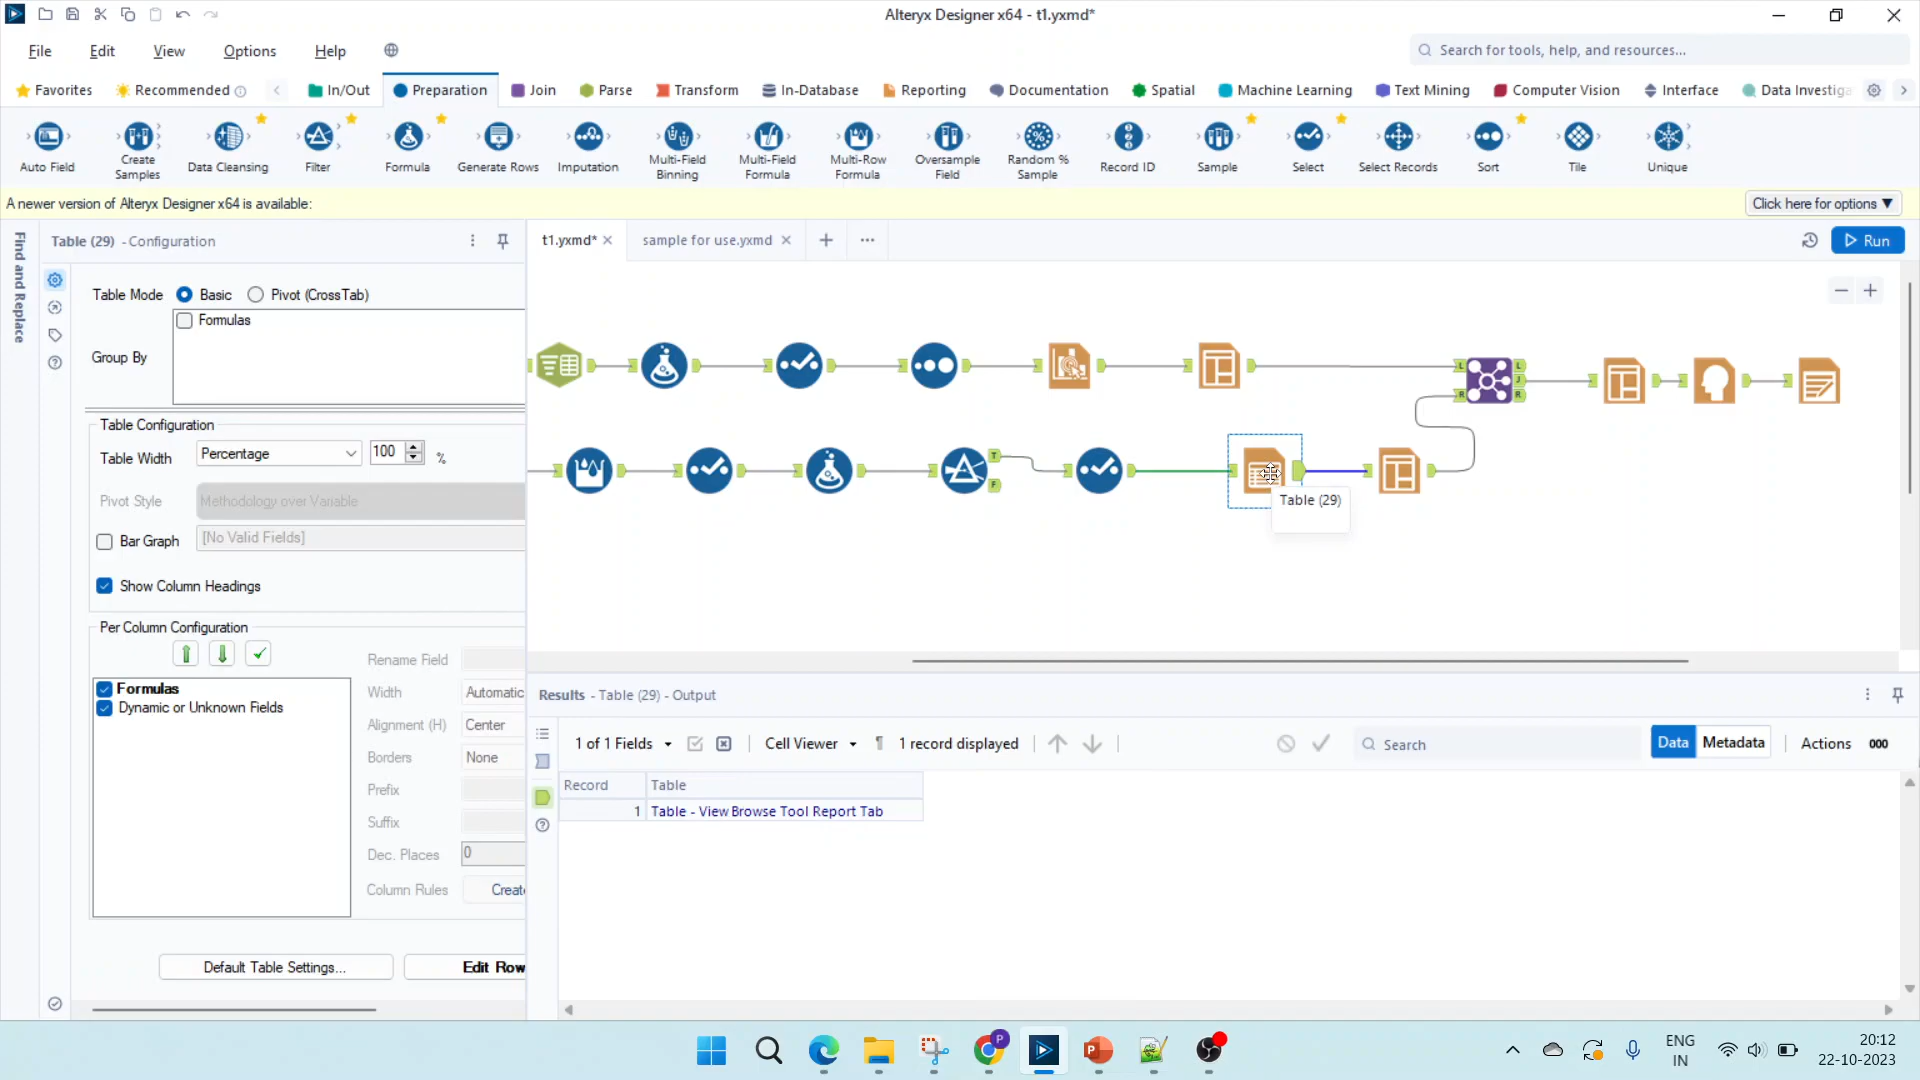 Alteryx Designer x64 - t1.yxmd*
File Edit View Options Help
Search for tools, help, and resources...
Favorites Recommended In/Out Preparation Join Parse Transform In-Database Reporting Documentation Spatial Machine Learning Text Mining Computer Vision Interface Data Investiga
Auto Field
Create Samples
Data Cleansing
Filter
Formula
Generate Rows
Imputation
Multi-Field Binning
Multi-Field Formula
Multi-Row Formula
Oversample Field
Random % Sample
Record ID
Sample
Select
Select Records
Sort
Tile
Unique
A newer version of Alteryx Designer x64 is available:
Click here for options ▼
Find and Replace
Table (29) - Configuration
t1.yxmd*
sample for use.yxmd
Run
Table Mode Basic Pivot (CrossTab)
Formulas
Group By
Table Configuration
Table Width Percentage 100 %
Pivot Style Methodology over Variable
Bar Graph [No Valid Fields]
Show Column Headings
Per Column Configuration
Formulas
Dynamic or Unknown Fields
Rename Field
Width Automatic
Alignment (H) Center
Borders None
Prefix
Suffix
Dec. Places 0
Column Rules Create
Default Table Settings...
Edit Row
L
R
L
J
R
T
F
Table (29)
Results - Table (29) - Output
1 of 1 Fields Cell Viewer ¶ 1 record displayed Search Data Metadata Actions 000
Record Table
1 Table - View Browse Tool Report Tab
P
ENG
IN
20:12
22-10-2023